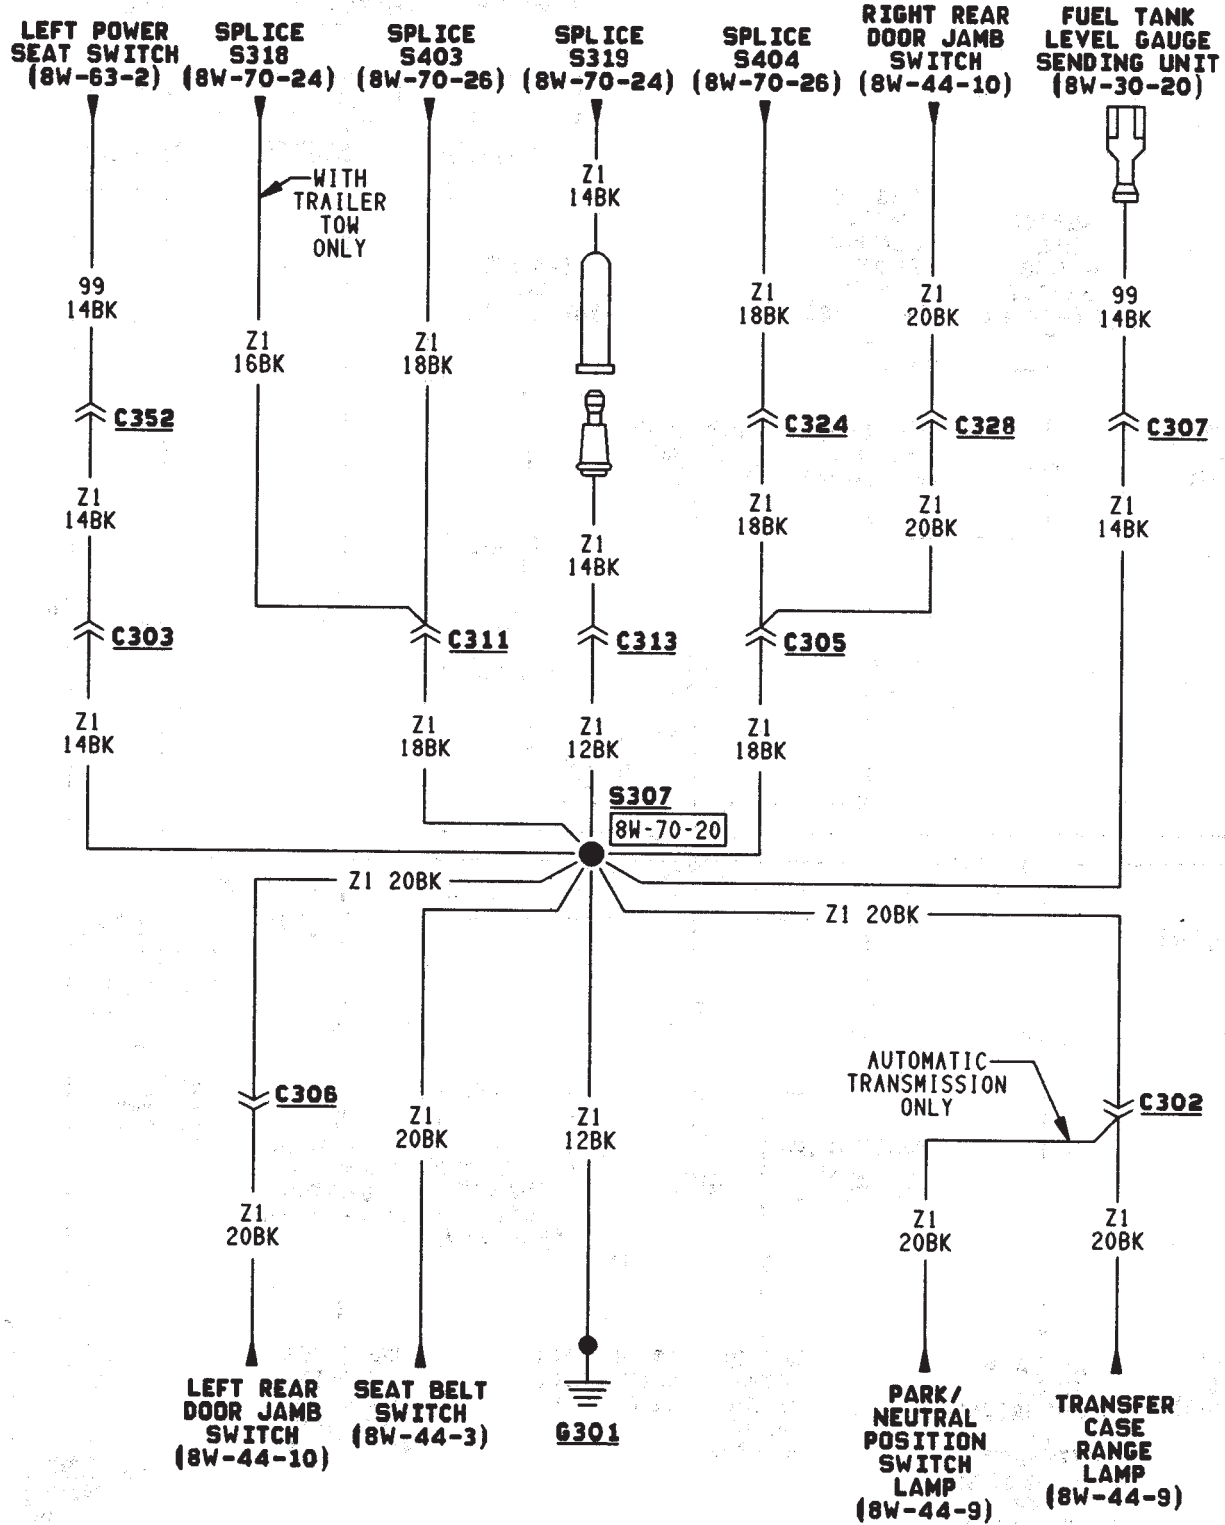 LEFT POWER
SEAT SWITCH
(8W-63-2)
SPLICE
S318
(8W-70-24)
SPLICE
S403
(8W-70-26)
SPLICE
S319
(8W-70-24)
SPLICE
S404
(8W-70-26)
RIGHT REAR
DOOR JAMB
SWITCH
(8W-44-10)
FUEL TANK
LEVEL GAUGE
SENDING UNIT
(8W-30-20)
WITH
TRAILER
TOW
ONLY
Z1
14BK
99
14BK
Z1
16BK
Z1
18BK
Z1
18BK
Z1
20BK
99
14BK
C352
C324
C328
C307
Z1
14BK
Z1
14BK
Z1
18BK
Z1
20BK
Z1
14BK
C303
C311
C313
C305
Z1
14BK
Z1
18BK
Z1
12BK
Z1
18BK
S307
8W-70-20
Z1 20BK
Z1 20BK
C306
Z1
20BK
Z1
12BK
AUTOMATIC
TRANSMISSION
ONLY
C302
Z1
20BK
Z1
20BK
Z1
20BK
LEFT REAR
DOOR JAMB
SWITCH
(8W-44-10)
SEAT BELT
SWITCH
(8W-44-3)
G301
PARK/
NEUTRAL
POSITION
SWITCH
LAMP
(8W-44-9)
TRANSFER
CASE
RANGE
LAMP
(8W-44-9)